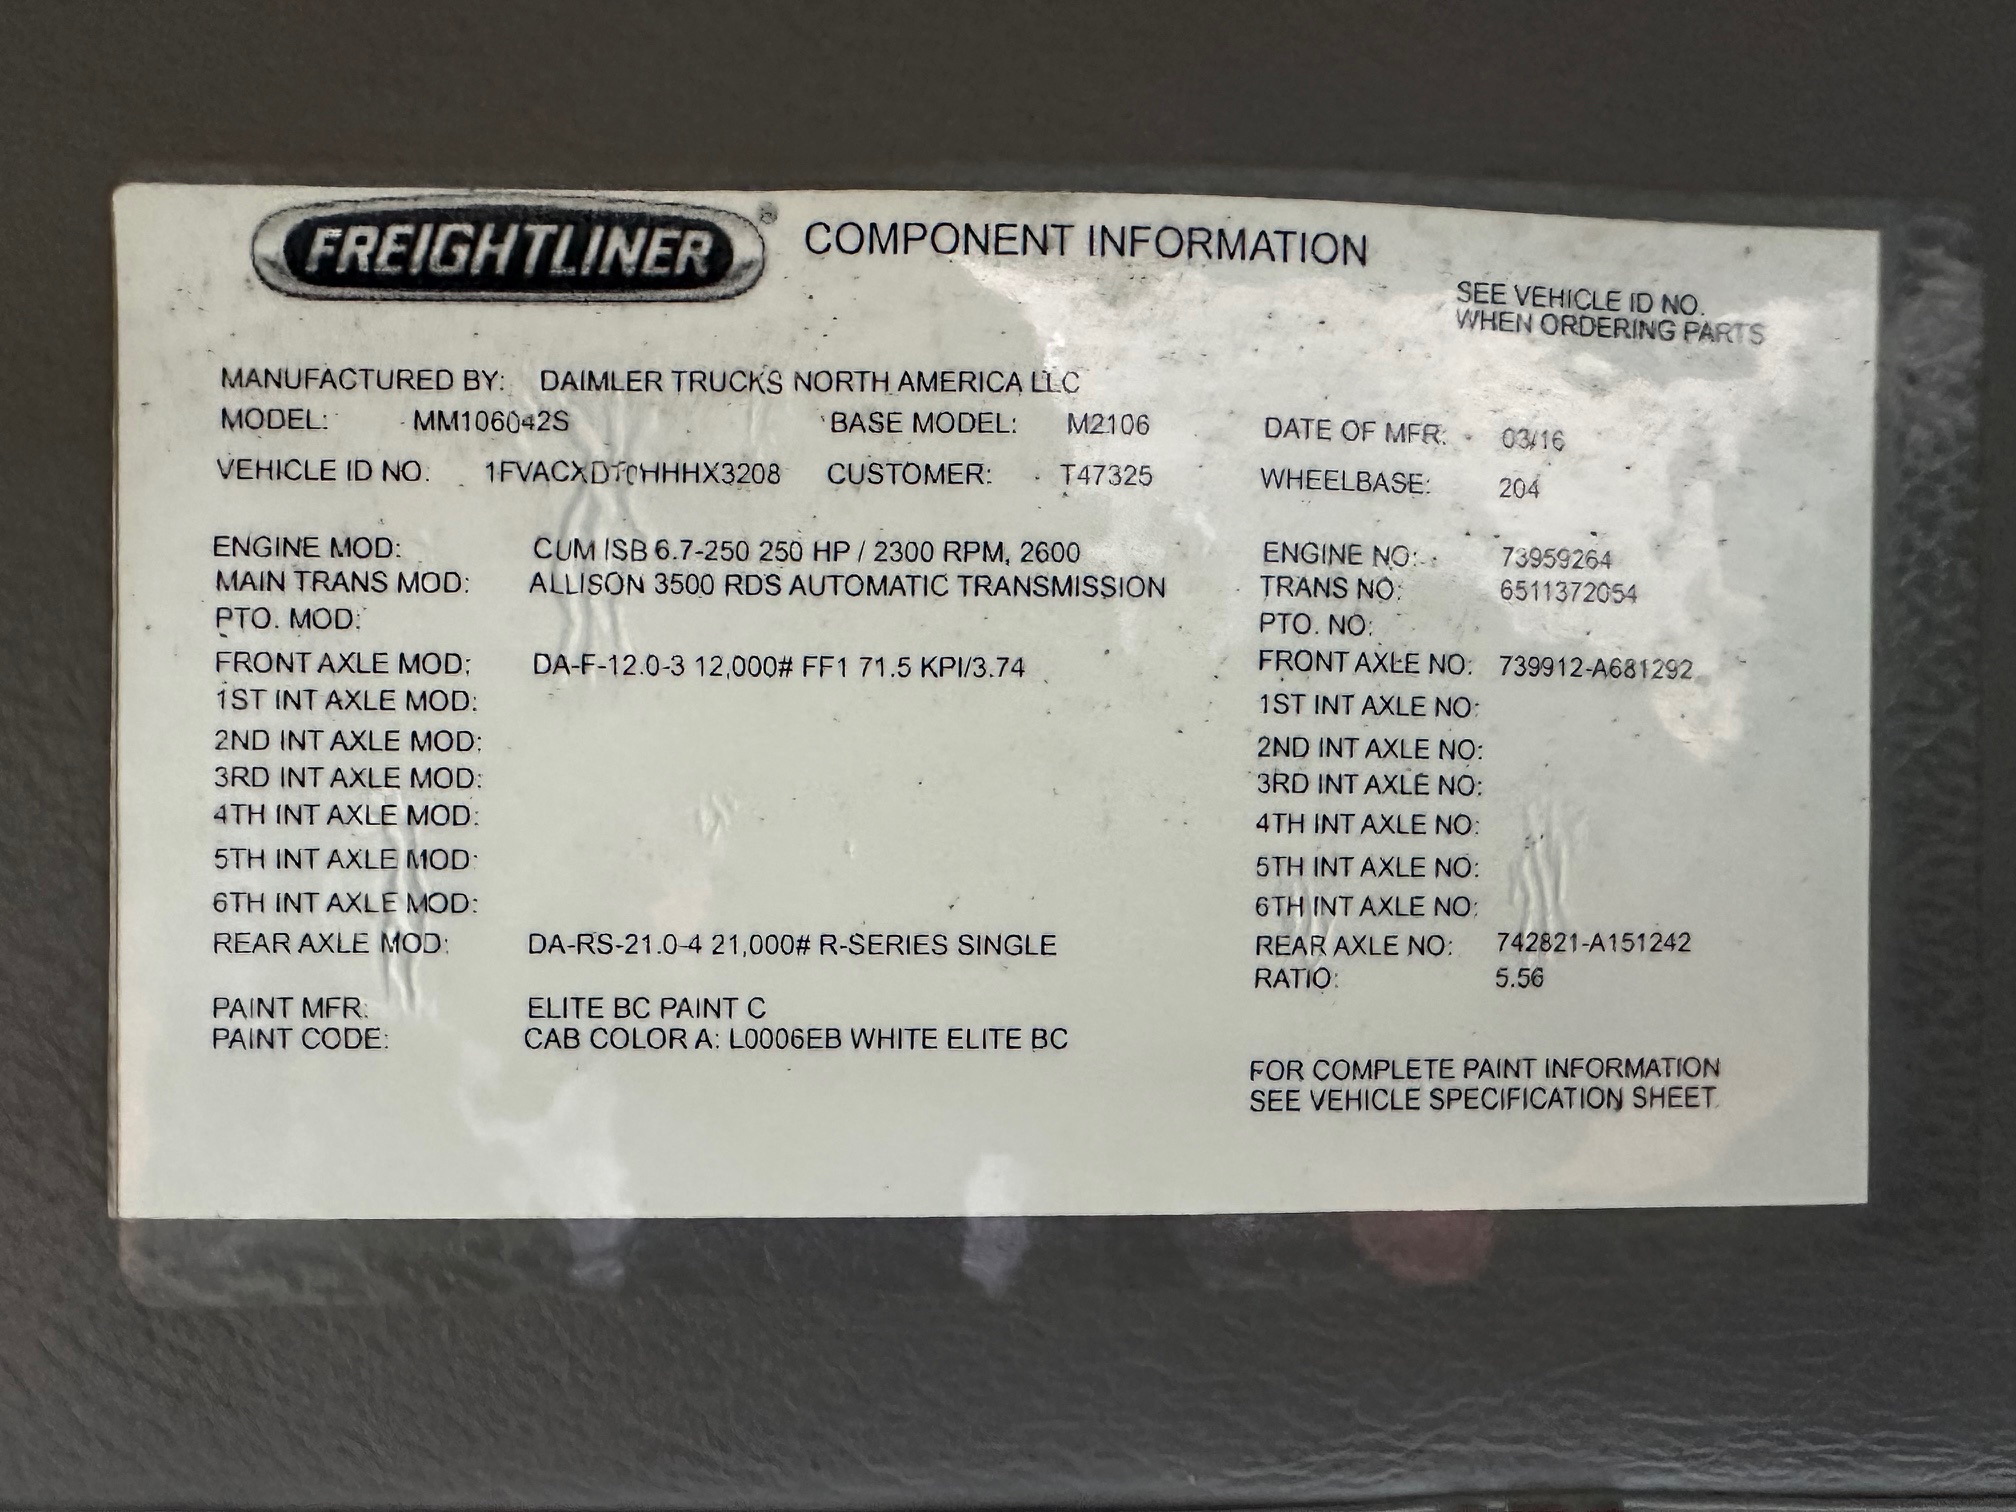 FREIGHTLINER ® COMPONENT INFORMATION
SEE VEHICLE ID NO.
WHEN ORDERING PARTS
MANUFACTURED BY: DAIMLER TRUCKS NORTH AMERICA LLC
MODEL: MM106042S BASE MODEL: M2106 DATE OF MFR: 03/16
VEHICLE ID NO. 1FVACXDT0HHHX3208 CUSTOMER: T47325 WHEELBASE: 204
ENGINE MOD: CUM ISB 6.7-250 250 HP / 2300 RPM, 2600 ENGINE NO: 73959264
MAIN TRANS MOD: ALLISON 3500 RDS AUTOMATIC TRANSMISSION TRANS NO: 6511372054
PTO. MOD: PTO. NO:
FRONT AXLE MOD: DA-F-12.0-3 12,000# FF1 71.5 KPI/3.74 FRONT AXLE NO: 739912-A681292
1ST INT AXLE MOD: 1ST INT AXLE NO:
2ND INT AXLE MOD: 2ND INT AXLE NO:
3RD INT AXLE MOD: 3RD INT AXLE NO:
4TH INT AXLE MOD: 4TH INT AXLE NO:
5TH INT AXLE MOD: 5TH INT AXLE NO:
6TH INT AXLE MOD: 6TH INT AXLE NO:
REAR AXLE MOD: DA-RS-21.0-4 21,000# R-SERIES SINGLE REAR AXLE NO: 742821-A151242
RATIO: 5.56
PAINT MFR: ELITE BC PAINT C
PAINT CODE: CAB COLOR A: L0006EB WHITE ELITE BC
FOR COMPLETE PAINT INFORMATION
SEE VEHICLE SPECIFICATION SHEET.